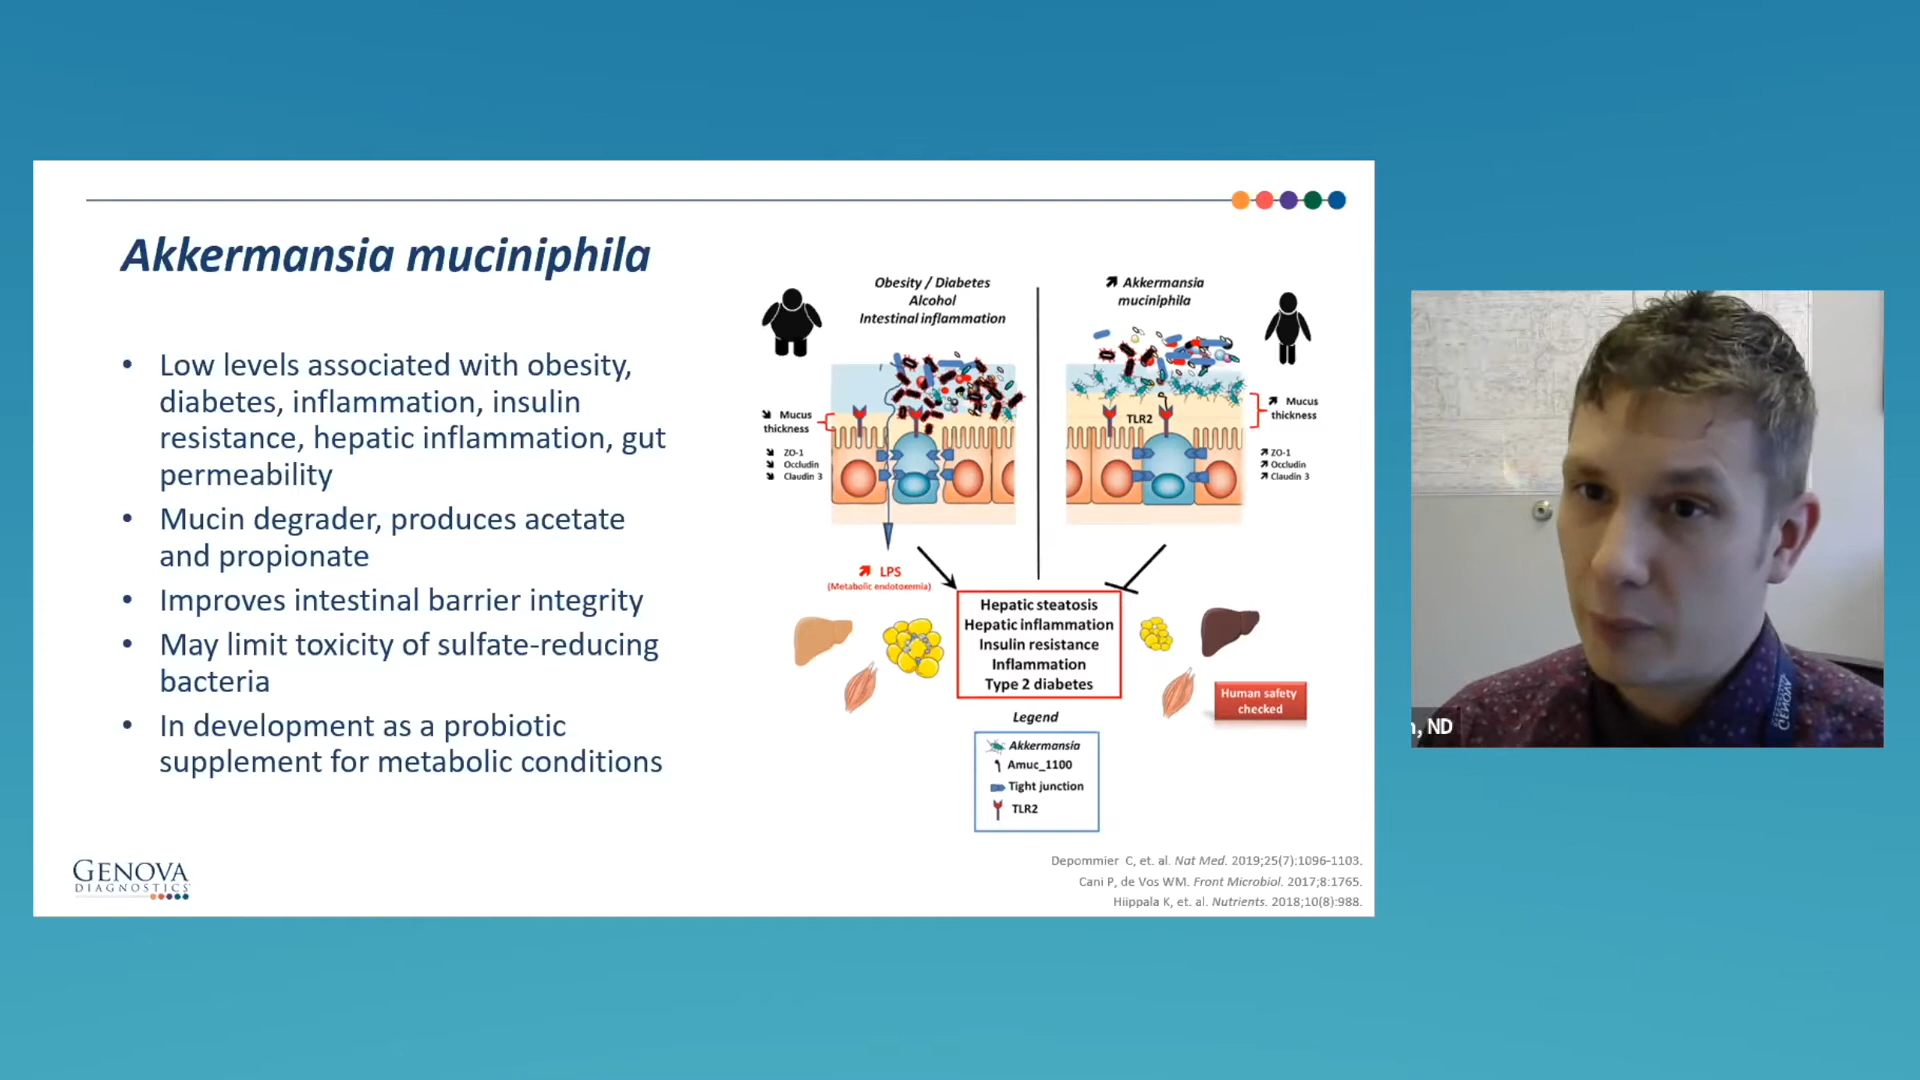 Akkermansia muciniphila
• Low levels associated with obesity,
diabetes, inflammation, insulin
resistance, hepatic inflammation, gut
permeability
• Mucin degrader, produces acetate
and propionate
• Improves intestinal barrier integrity
• May limit toxicity of sulfate-reducing
bacteria
• In development as a probiotic
supplement for metabolic conditions
Obesity / Diabetes
Alcohol
Intestinal inflammation
Mucus
thickness
ZO-1
Occludin
Claudin 3
LPS
(Metabolic endotoxemia)
Akkermansia
muciniphila
TLR2
Mucus
thickness
ZO-1
Occludin
Claudin 3
Hepatic steatosis
Hepatic inflammation
Insulin resistance
Inflammation
Type 2 diabetes
Human safety
checked
Legend
Akkermansia
Amuc_1100
Tight junction
TLR2
GENOVA
DIAGNOSTICS
Depommier C, et. al. Nat Med. 2019;25(7):1096-1103.
Cani P, de Vos WM. Front Microbiol. 2017;8:1765.
Hiippala K, et. al. Nutrients. 2018;10(8):988.
, ND
GENOVA